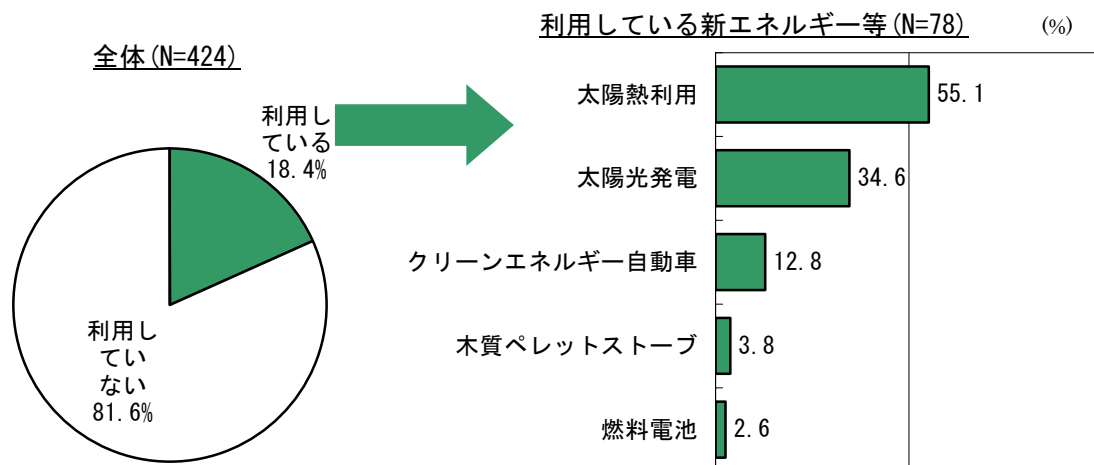 全体(N=424)
利用し
ている
18.4%
利用し
てい
ない
81.6%
利用している新エネルギー等(N=78)
(%)
太陽熱利用 55.1
太陽光発電 34.6
クリーンエネルギー自動車 12.8
木質ペレットストーブ 3.8
燃料電池 2.6